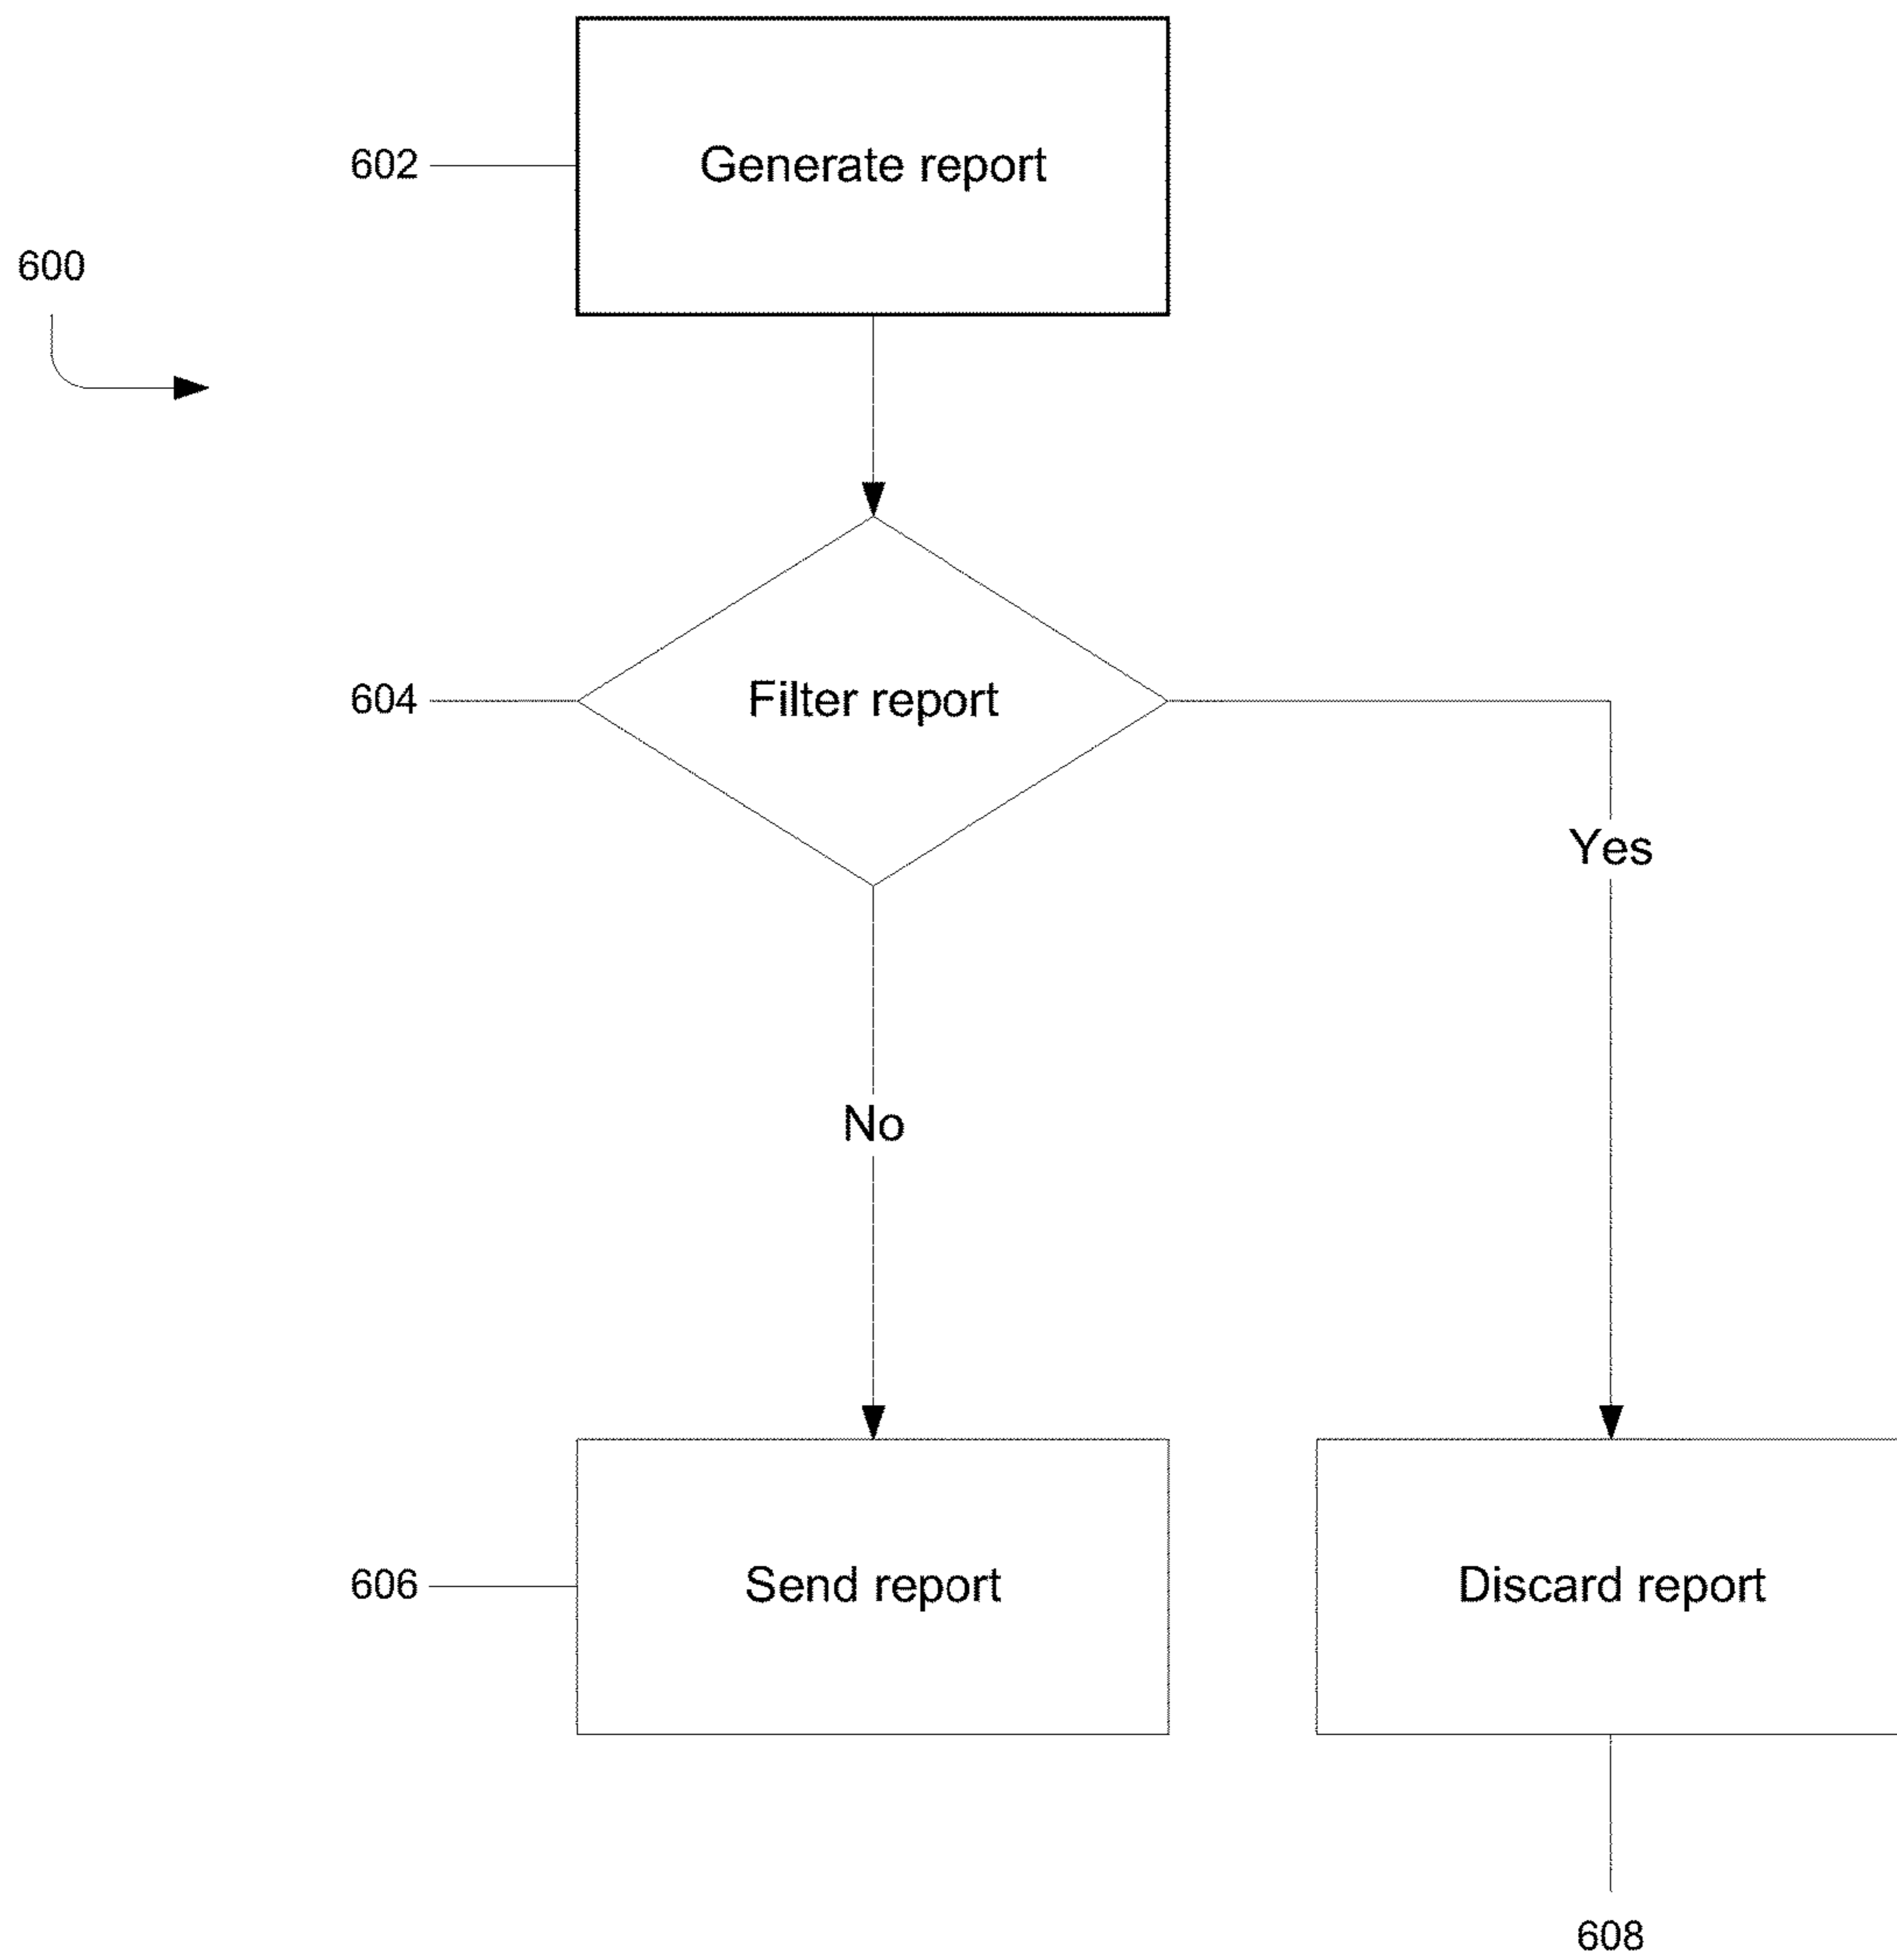 602
Generate report
600
604
Filter report
Yes
No
606
Send report
Discard report
608